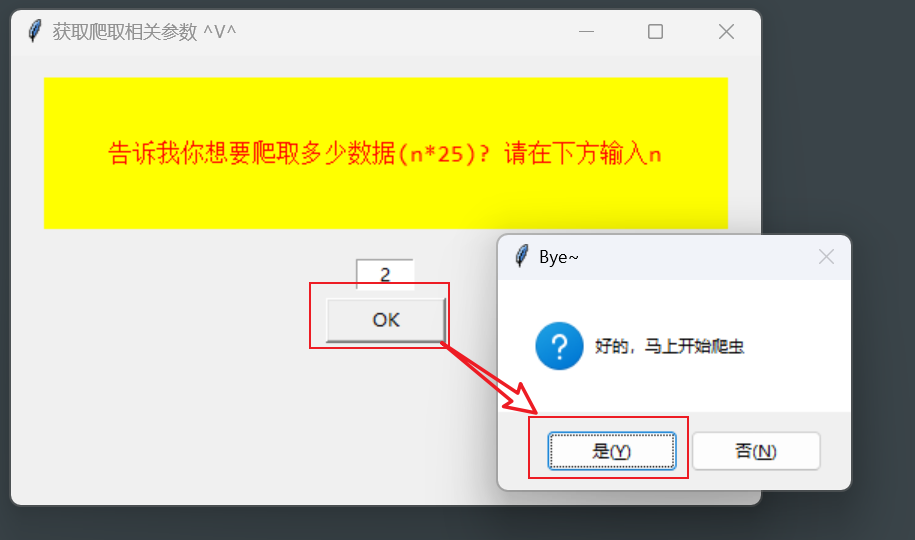 获取爬取相关参数 ^V^
告诉我你想要爬取多少数据(n*25)? 请在下方输入n
2
OK
Bye~
好的，马上开始爬虫
是(Y)
否(N)